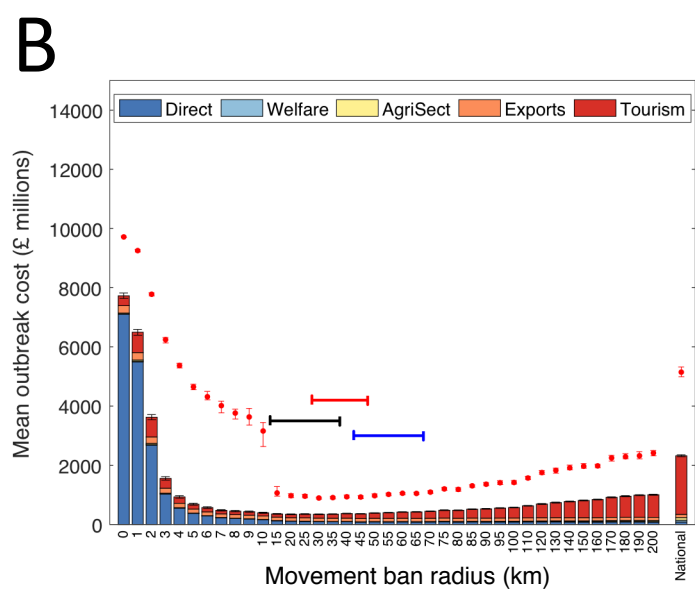 B
Direct Welfare AgriSect Exports Tourism
14000
12000
10000
8000
6000
4000
2000
0
Mean outbreak cost (£ millions)
0 1 2 3 4 5 6 7 8 9 10 15 20 25 30 35 40 45 50 55 60 65 70 75 80 85 90 95 100 110 120 130 140 150 160 170 180 190 200 National
Movement ban radius (km)